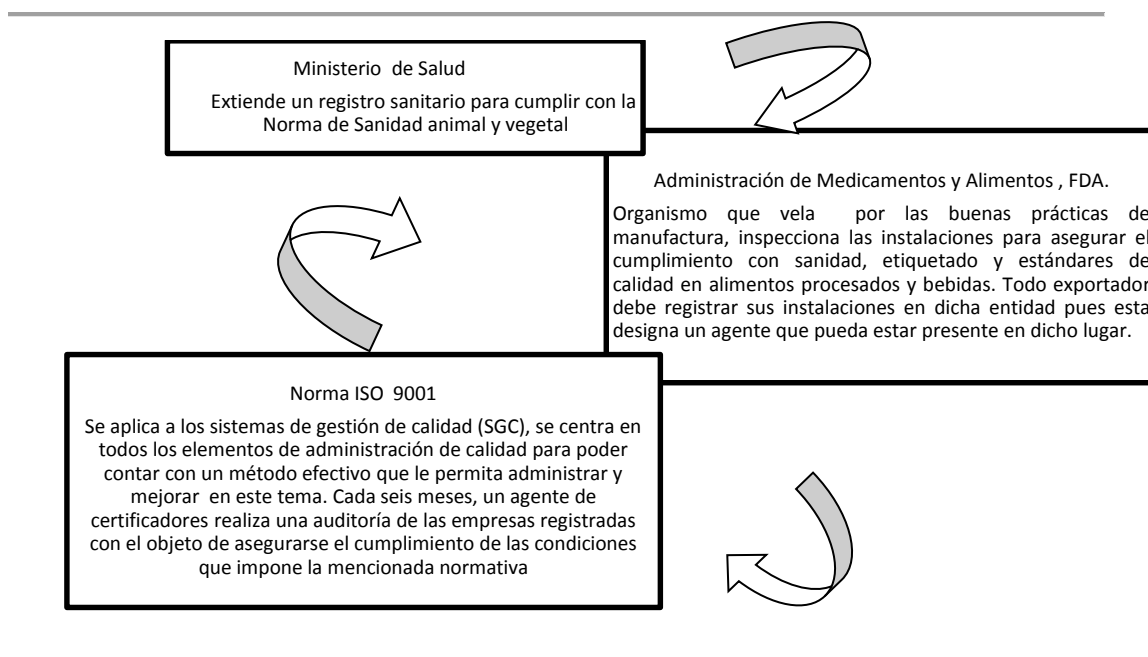 Ministerio de Salud
Extiende un registro sanitario para cumplir con la
Norma de Sanidad animal y vegetal
Administración de Medicamentos y Alimentos , FDA.
Organismo que vela por las buenas prácticas de
manufactura, inspecciona las instalaciones para asegurar el
cumplimiento con sanidad, etiquetado y estándares de
calidad en alimentos procesados y bebidas. Todo exportador
debe registrar sus instalaciones en dicha entidad pues esta
designa un agente que pueda estar presente en dicho lugar.
Norma ISO 9001
Se aplica a los sistemas de gestión de calidad (SGC), se centra en
todos los elementos de administración de calidad para poder
contar con un método efectivo que le permita administrar y
mejorar en este tema. Cada seis meses, un agente de
certificadores realiza una auditoría de las empresas registradas
con el objeto de asegurarse el cumplimiento de las condiciones
que impone la mencionada normativa